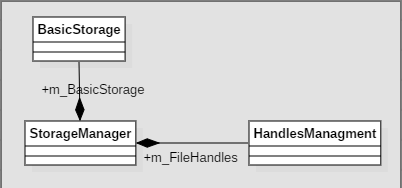 BasicStorage
+m_BasicStorage
StorageManager
HandlesManagment
+m_FileHandles